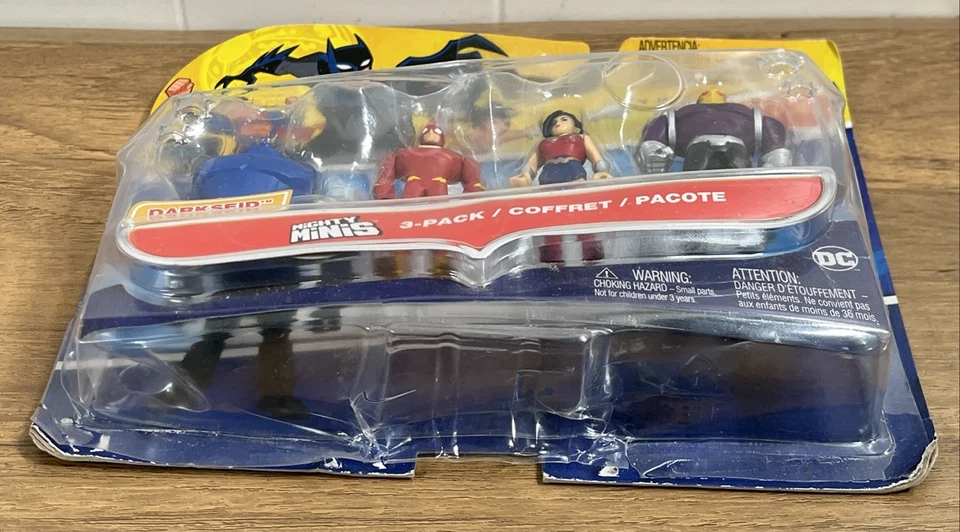 ADVERTENCIA:
DARKSEID™
MIGHTY
MINIS
3-PACK / COFFRET / PACOTE
DC
WARNING:
CHOKING HAZARD – Small parts.
Not for children under 3 years.
ATTENTION:
DANGER D'ÉTOUFFEMENT –
Petits éléments. Ne convient pas
aux enfants de moins de 36 mois.